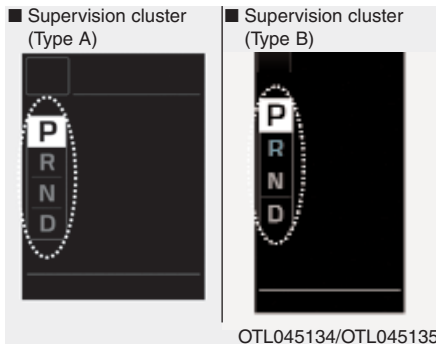 ■ Supervision cluster
(Type A)
P
R
N
D
■ Supervision cluster
(Type B)
P
R
N
D
OTL045134/OTL045135